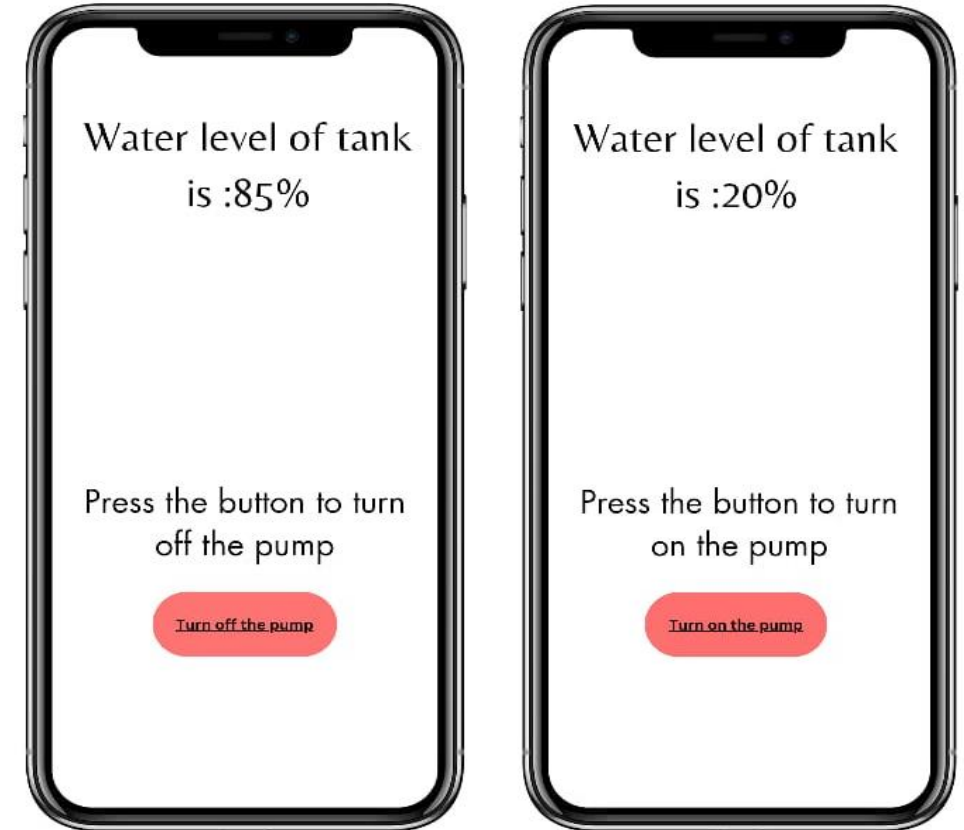 Water level of tank
is :85%
Press the button to turn
off the pump
Turn off the pump
Water level of tank
is :20%
Press the button to turn
on the pump
Turn on the pump